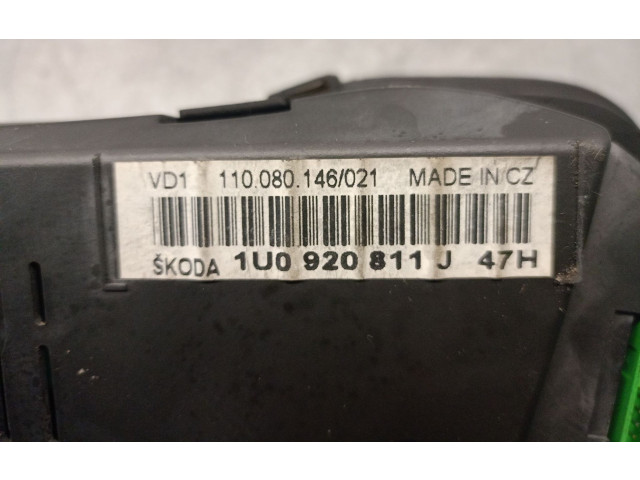 VD1 110.080.146/021 MADE IN CZ
ŠKODA 1U0 920 811 J 47H